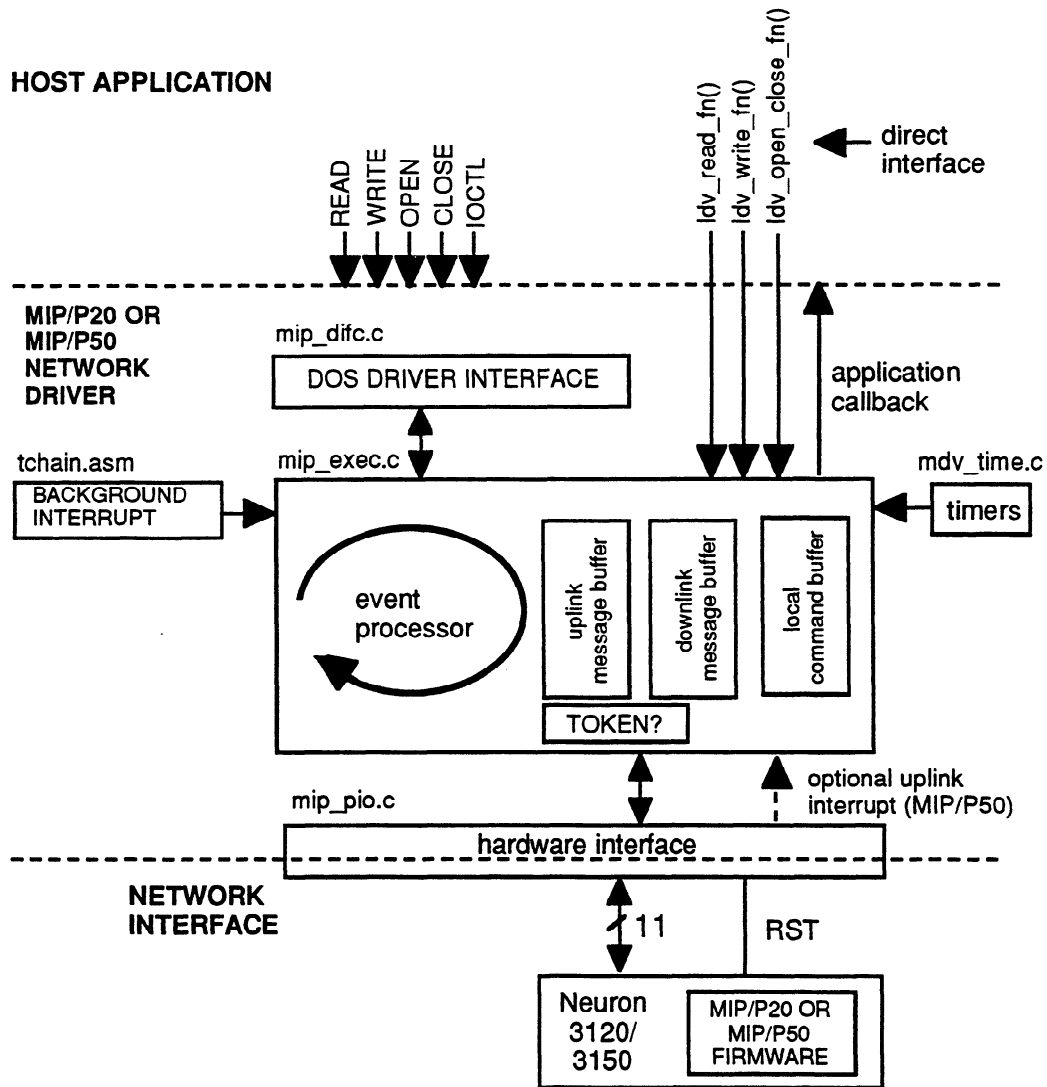 HOST APPLICATION
READ
WRITE
OPEN
CLOSE
IOCTL
ldv_read_fn()
ldv_write_fn()
ldv_open_close_fn()
direct
interface
MIP/P20 OR
MIP/P50
NETWORK
DRIVER
mip_difc.c
DOS DRIVER INTERFACE
application
callback
tchain.asm
BACKGROUND
INTERRUPT
mip_exec.c
mdv_time.c
timers
event
processor
uplink
message buffer
downlink
message buffer
local
command buffer
TOKEN?
optional uplink
interrupt (MIP/P50)
mip_pio.c
hardware interface
NETWORK
INTERFACE
11
RST
Neuron
3120/
3150
MIP/P20 OR
MIP/P50
FIRMWARE